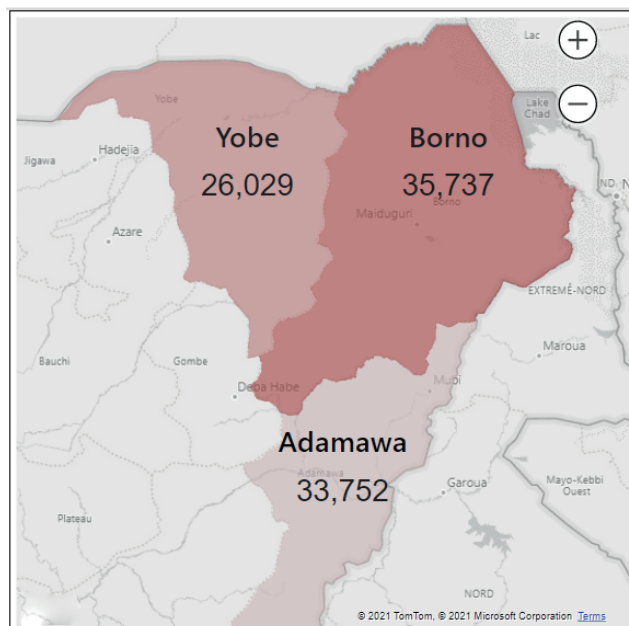 Lac
+
Lake
Chad
−
Yobe
Yobe
26,029
Borno
35,737
Borno
Maiduguri
Jigawa
Hadejia
ND.
N
Azare
EXTREME-NORD
Bauchi
Gombe
Maroua
Deba Habe
Mubi
Adamawa
Adamawa
33,752
Garoua
Mayo-Kebbi
Ouest
Plateau
NORD
© 2021 TomTom, © 2021 Microsoft Corporation Terms